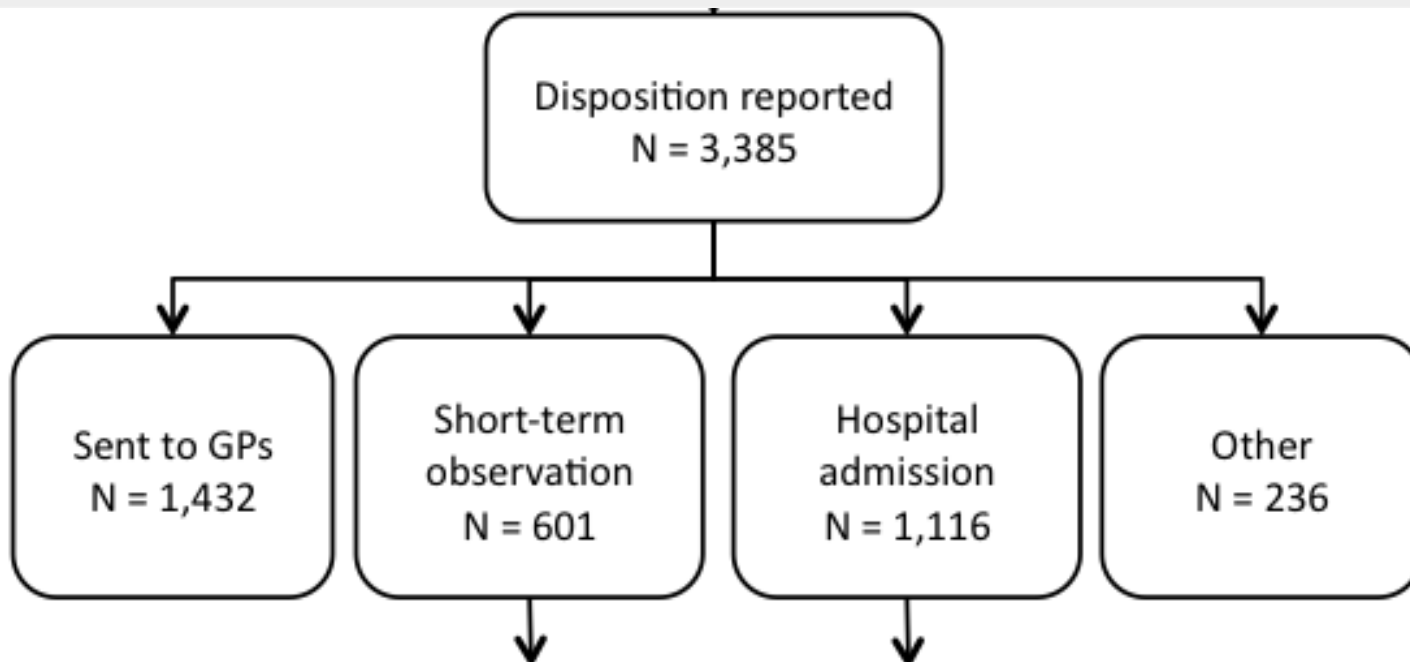 Disposition reported
N = 3,385
Sent to GPs
N = 1,432
Short-term
observation
N = 601
Hospital
admission
N = 1,116
Other
N = 236